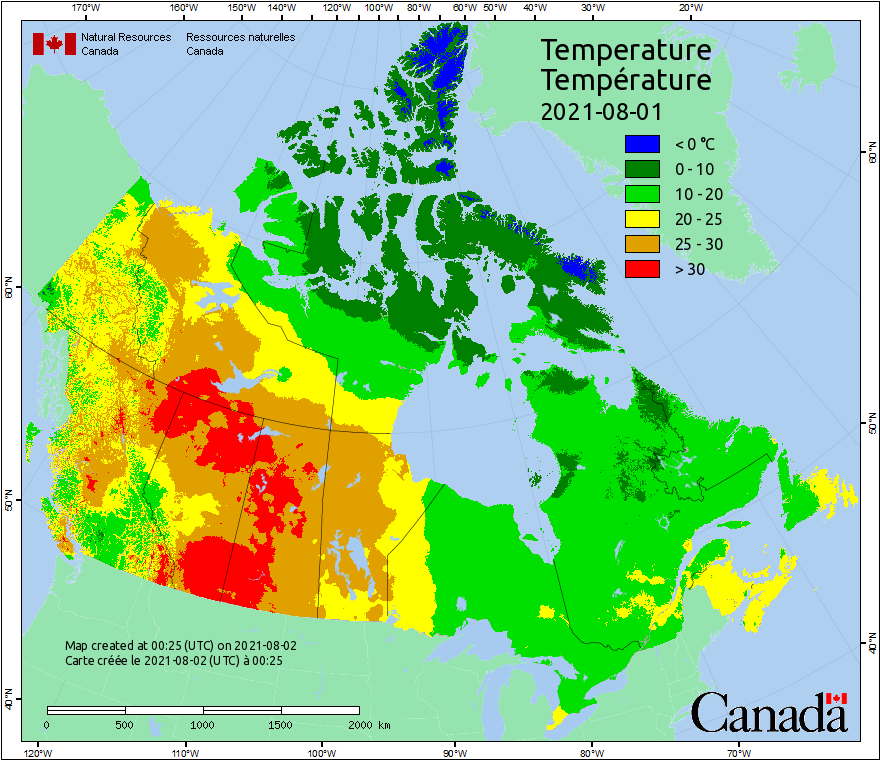 170°W 160°W 150°W 140°W 130°W 120°W 110°W 100°W 80°W 60°W 50°W 40°W 30°W 20°W
Natural Resources Ressources naturelles
Canada Canada
Temperature
Température
2021-08-01
< 0 °C
0 - 10
10 - 20
20 - 25
25 - 30
> 30
60°N
60°N
50°N
50°N
40°N
40°N
Map created at 00:25 (UTC) on 2021-08-02
Carte créée le 2021-08-02 (UTC) à 00:25
0 500 1000 1500 2000 km
Canada
120°W 110°W 100°W 90°W 80°W 70°W